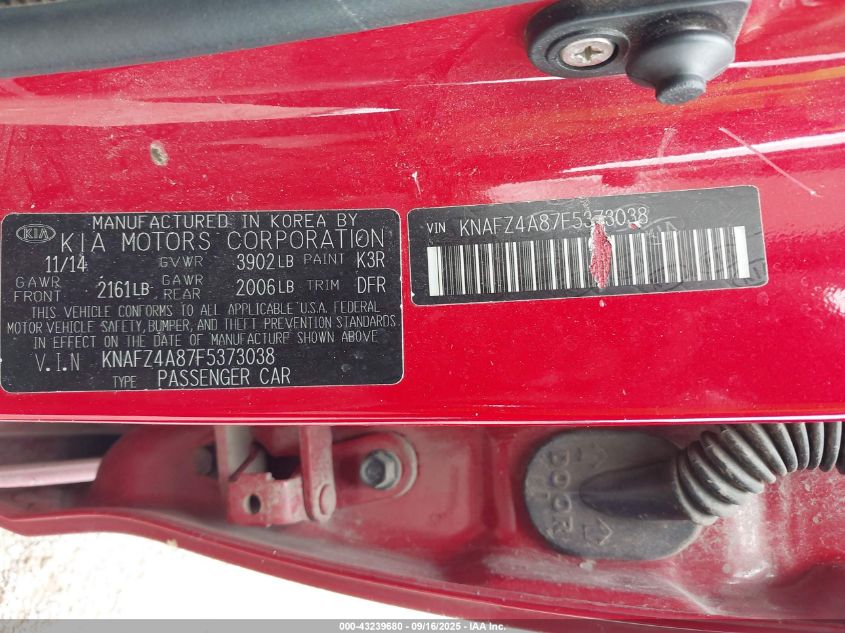 KIA
MANUFACTURED IN KOREA BY
KIA MOTORS CORPORATION
11/14 GVWR 3902 LB PAINT K3R
GAWR FRONT 2161LB GAWR REAR 2006 LB TRIM DFR
THIS VEHICLE CONFORMS TO ALL APPLICABLE U.S.A. FEDERAL
MOTOR VEHICLE SAFETY, BUMPER, AND THEFT PREVENTION STANDARDS
IN EFFECT ON THE DATE OF MANUFACTURE SHOWN ABOVE
V.I.N KNAFZ4A87F5373038
TYPE PASSENGER CAR
VIN KNAFZ4A87F5373038
DOOR
000-43239680 - 09/16/2025 - IAA Inc.